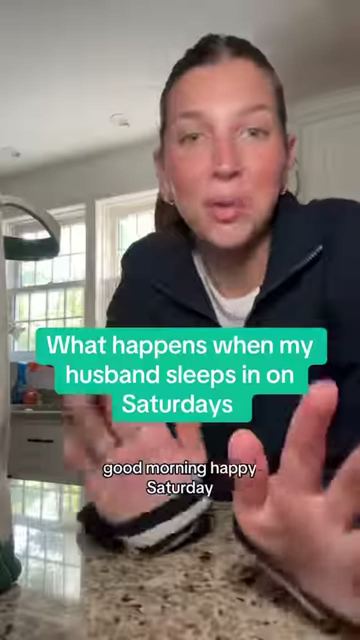 What happens when my
husband sleeps in on
Saturdays
good morning happy
Saturday